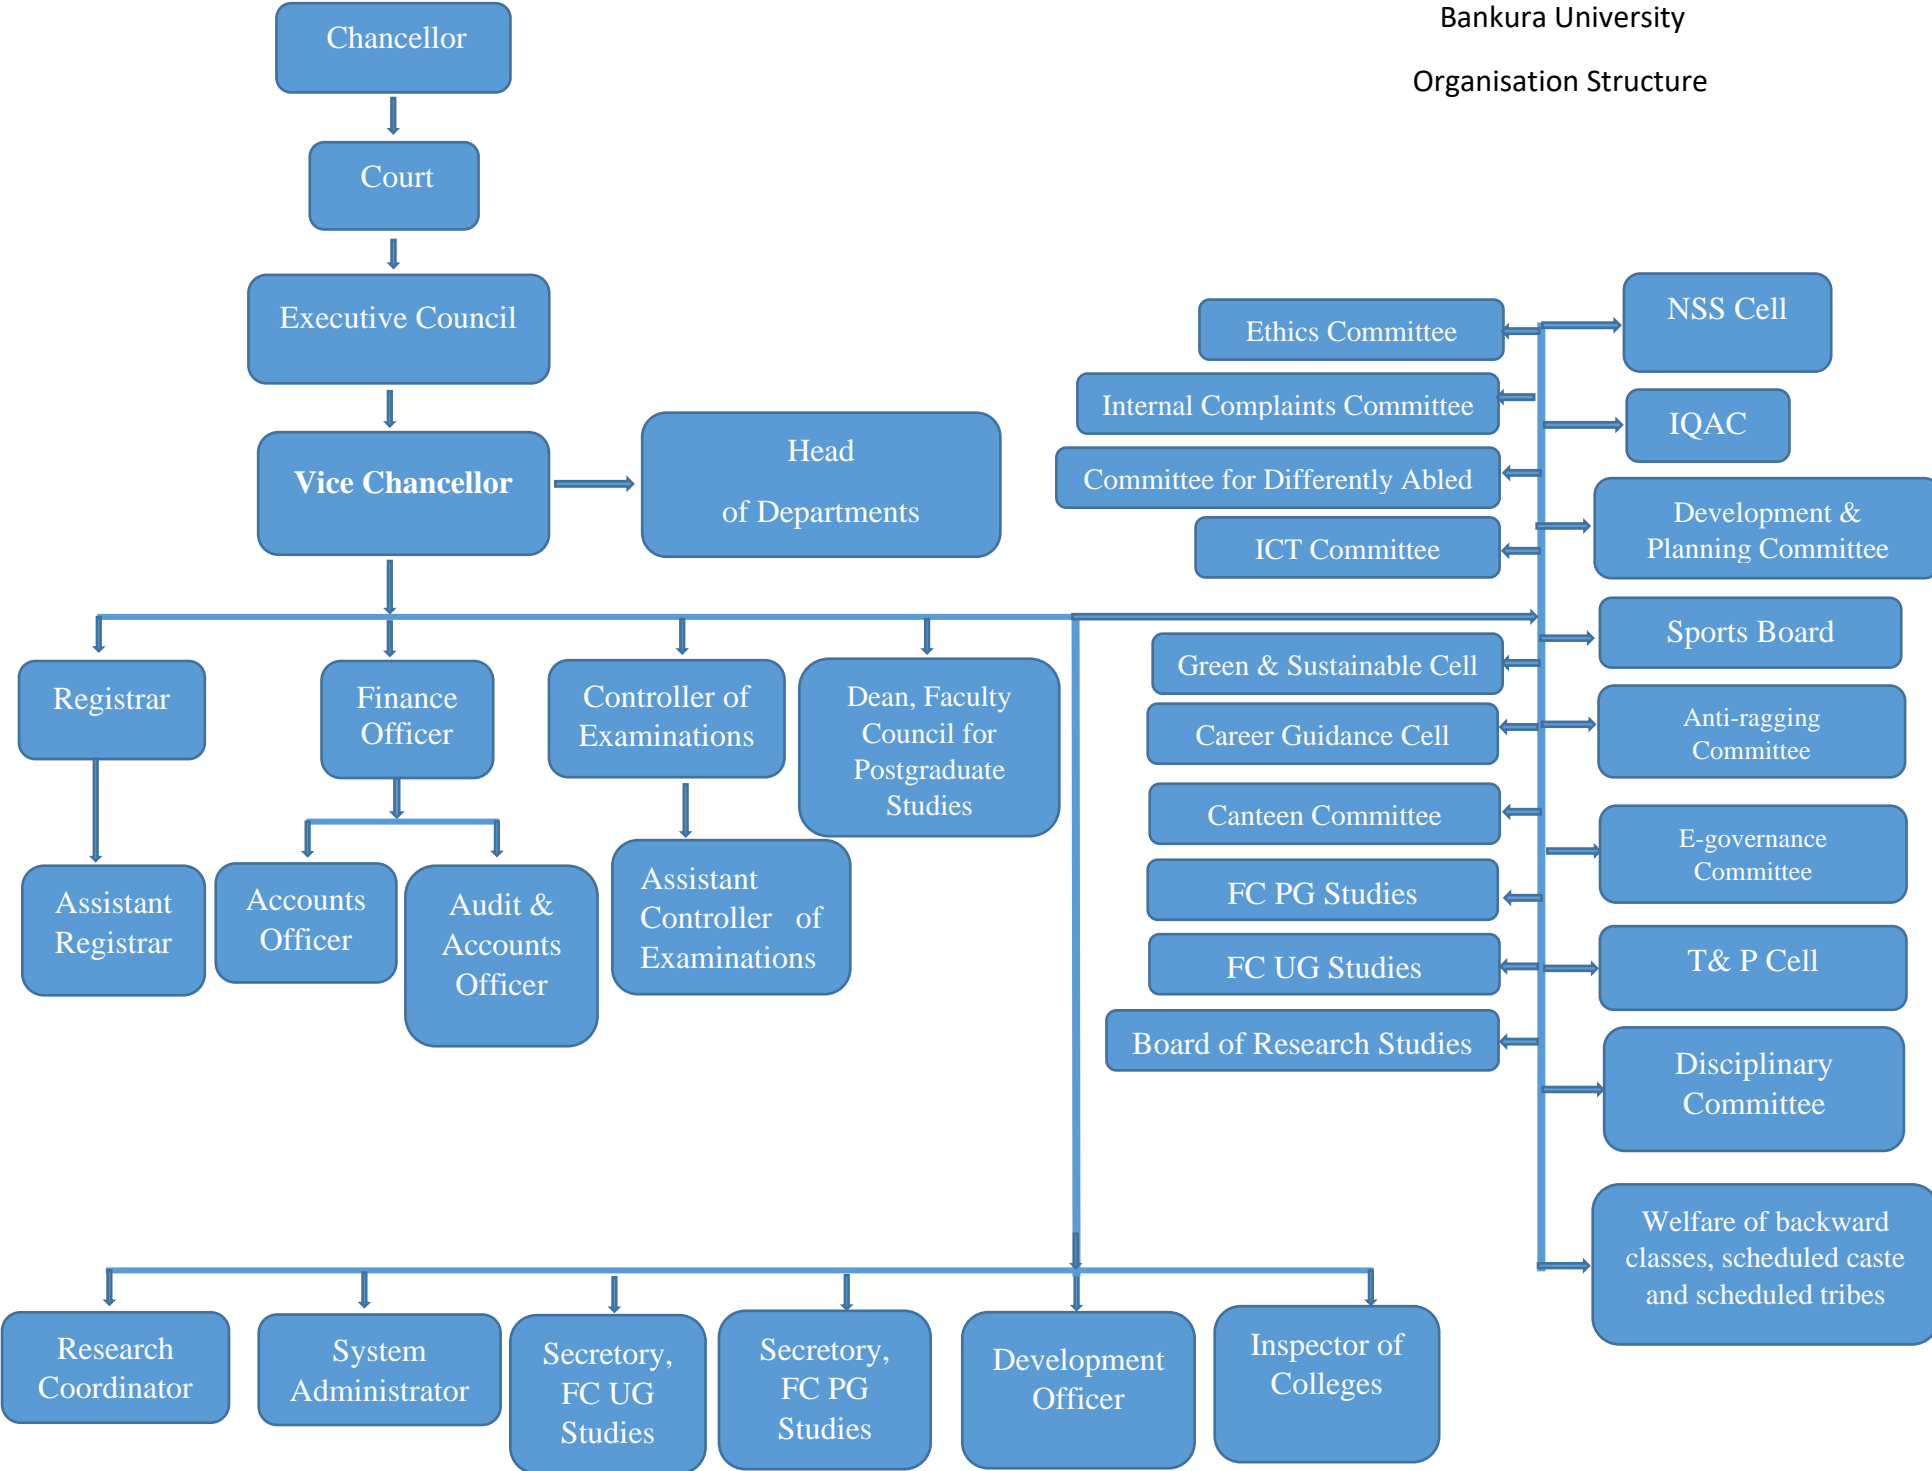 Bankura University
Organisation Structure
Chancellor
Court
Executive Council
Vice Chancellor
Head
of Departments
Registrar
Finance
Officer
Controller of
Examinations
Dean, Faculty
Council for
Postgraduate
Studies
Assistant
Registrar
Accounts
Officer
Audit &
Accounts
Officer
Assistant
Controller of
Examinations
Ethics Committee
Internal Complaints Committee
Committee for Differently Abled
ICT Committee
Green & Sustainable Cell
Career Guidance Cell
Canteen Committee
FC PG Studies
FC UG Studies
Board of Research Studies
NSS Cell
IQAC
Development &
Planning Committee
Sports Board
Anti-ragging
Committee
E-governance
Committee
T& P Cell
Disciplinary
Committee
Welfare of backward
classes, scheduled caste
and scheduled tribes
Research
Coordinator
System
Administrator
Secretory,
FC UG
Studies
Secretory,
FC PG
Studies
Development
Officer
Inspector of
Colleges